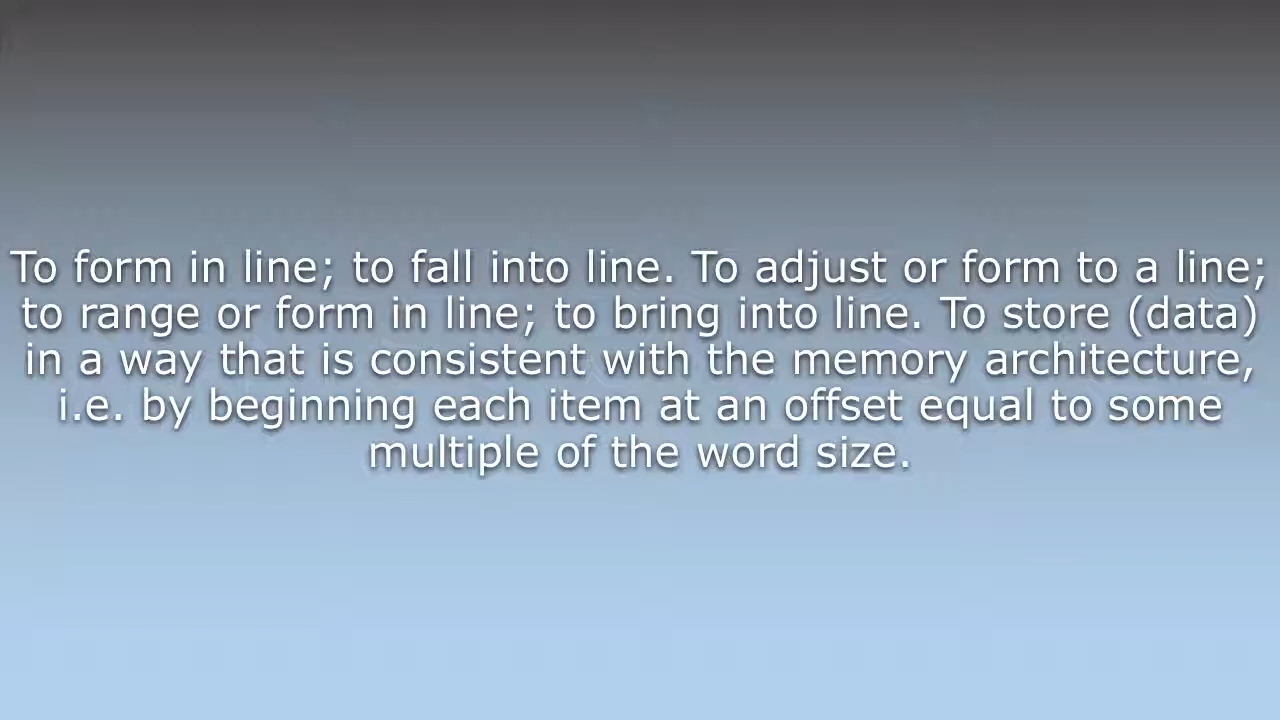 To form in line; to fall into line. To adjust or form to a line;
to range or form in line; to bring into line. To store (data)
in a way that is consistent with the memory architecture,
i.e. by beginning each item at an offset equal to some
multiple of the word size.